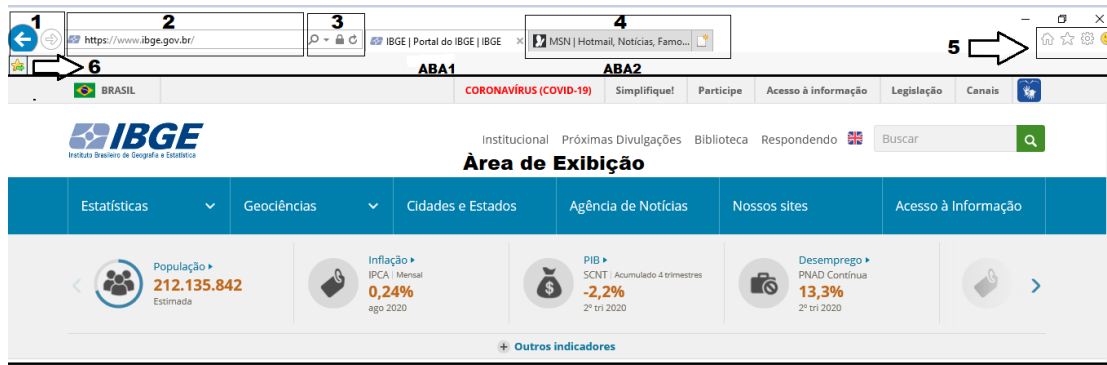 1 2 3 4
https://www.ibge.gov.br/ IBGE | Portal do IBGE | IBGE × MSN | Hotmail, Notícias, Famo... 5
6 ABA1 ABA2
BRASIL CORONAVÍRUS (COVID-19) Simplifique! Participe Acesso à informação Legislação Canais
IBGE
Instituto Brasileiro de Geografia e Estatística
Institucional Próximas Divulgações Biblioteca Respondendo Buscar
Àrea de Exibição
Estatísticas Geociências Cidades e Estados Agência de Notícias Nossos sites Acesso à Informação
População
212.135.842
Estimada
Inflação
IPCA | Mensal
0,24%
ago 2020
PIB
SCNT | Acumulado 4 trimestres
-2,2%
2º tri 2020
Desemprego
PNAD Contínua
13,3%
2º tri 2020
Outros indicadores